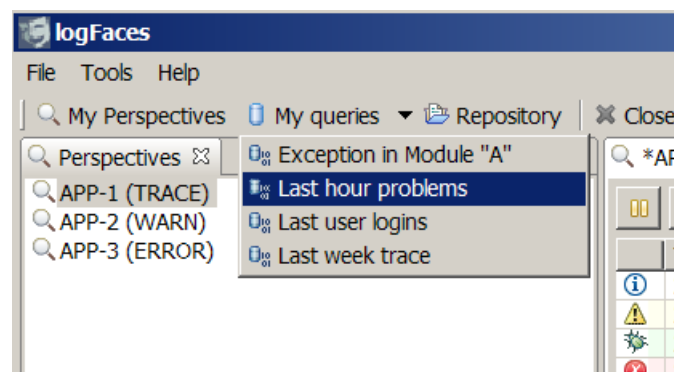 logFaces
File Tools Help
My Perspectives My queries Repository Close
Perspectives
Exception in Module "A"
*AP
APP-1 (TRACE)
Last hour problems
APP-2 (WARN)
Last user logins
APP-3 (ERROR)
Last week trace